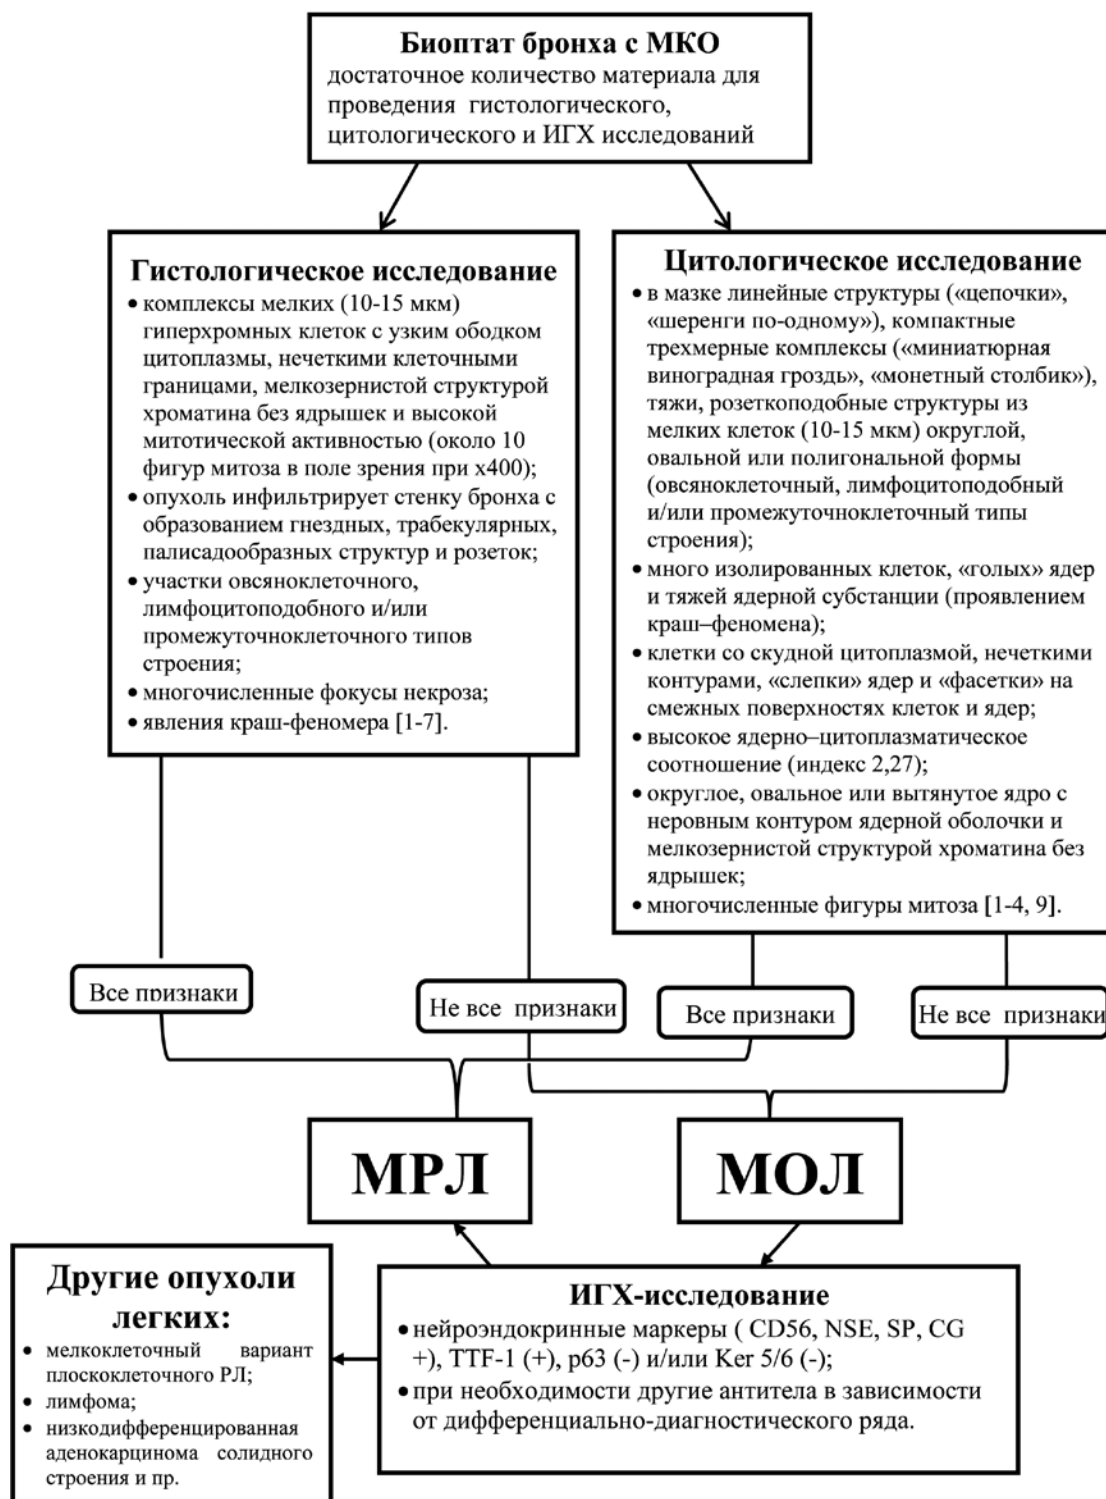 Биоптат бронха с МКО
достаточное количество материала для
проведения гистологического,
цитологического и ИГХ исследований
Гистологическое исследование
• комплексы мелких (10-15 мкм)
гиперхромных клеток с узким ободком
цитоплазмы, нечеткими клеточными
границами, мелкозернистой структурой
хроматина без ядрышек и высокой
митотической активностью (около 10
фигур митоза в поле зрения при х400);
• опухоль инфильтрирует стенку бронха с
образованием гнездных, трабекулярных,
палисадообразных структур и розеток;
• участки овсяноклеточного,
лимфоцитоподобного и/или
промежуточноклеточного типов
строения;
• многочисленные фокусы некроза;
• явления краш-феномера [1-7].
Цитологическое исследование
• в мазке линейные структуры («цепочки»,
«шеренги по-одному»), компактные
трехмерные комплексы («миниатюрная
виноградная гроздь», «монетный столбик»),
тяжи, розеткоподобные структуры из
мелких клеток (10-15 мкм) округлой,
овальной или полигональной формы
(овсяноклеточный, лимфоцитоподобный
и/или промежуточноклеточный типы
строения);
• много изолированных клеток, «голых» ядер
и тяжей ядерной субстанции (проявлением
краш–феномена);
• клетки со скудной цитоплазмой, нечеткими
контурами, «слепки» ядер и «фасетки» на
смежных поверхностях клеток и ядер;
• высокое ядерно–цитоплазматическое
соотношение (индекс 2,27);
• округлое, овальное или вытянутое ядро с
неровным контуром ядерной оболочки и
мелкозернистой структурой хроматина без
ядрышек;
• многочисленные фигуры митоза [1-4, 9].
Все признаки
Не все признаки
Все признаки
Не все признаки
МРЛ
МОЛ
Другие опухоли
легких:
• мелкоклеточный вариант
плоскоклеточного РЛ;
• лимфома;
• низкодифференцированная
аденокарцинома солидного
строения и пр.
ИГХ-исследование
• нейроэндокринные маркеры ( CD56, NSE, SP, CG
+), TTF-1 (+), p63 (-) и/или Ker 5/6 (-);
• при необходимости другие антитела в зависимости
от дифференциально-диагностического ряда.